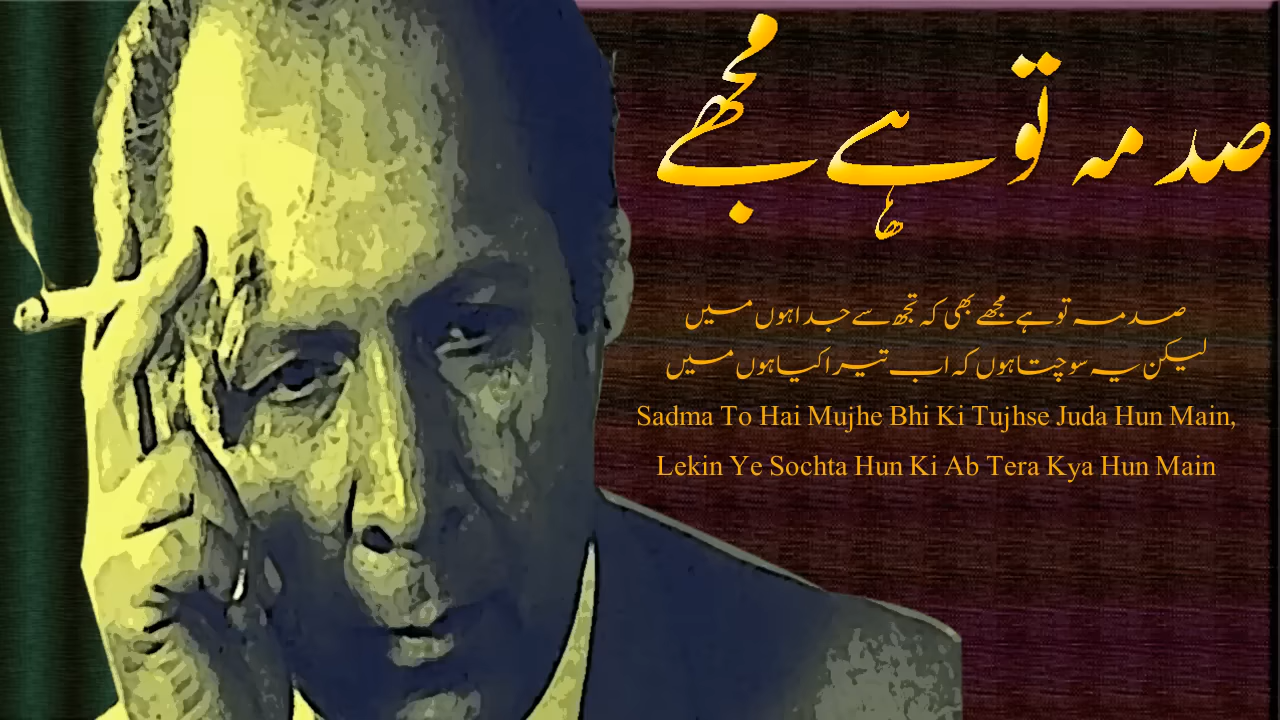 صدمہ تو ہے مجھے
صدمہ تو ہے مجھے بھی کہ تجھ سے جدا ہوں میں
لیکن یہ سوچتا ہوں کہ اب تیرا کیا ہوں میں
Sadma To Hai Mujhe Bhi Ki Tujhse Juda Hun Main,
Lekin Ye Sochta Hun Ki Ab Tera Kya Hun Main